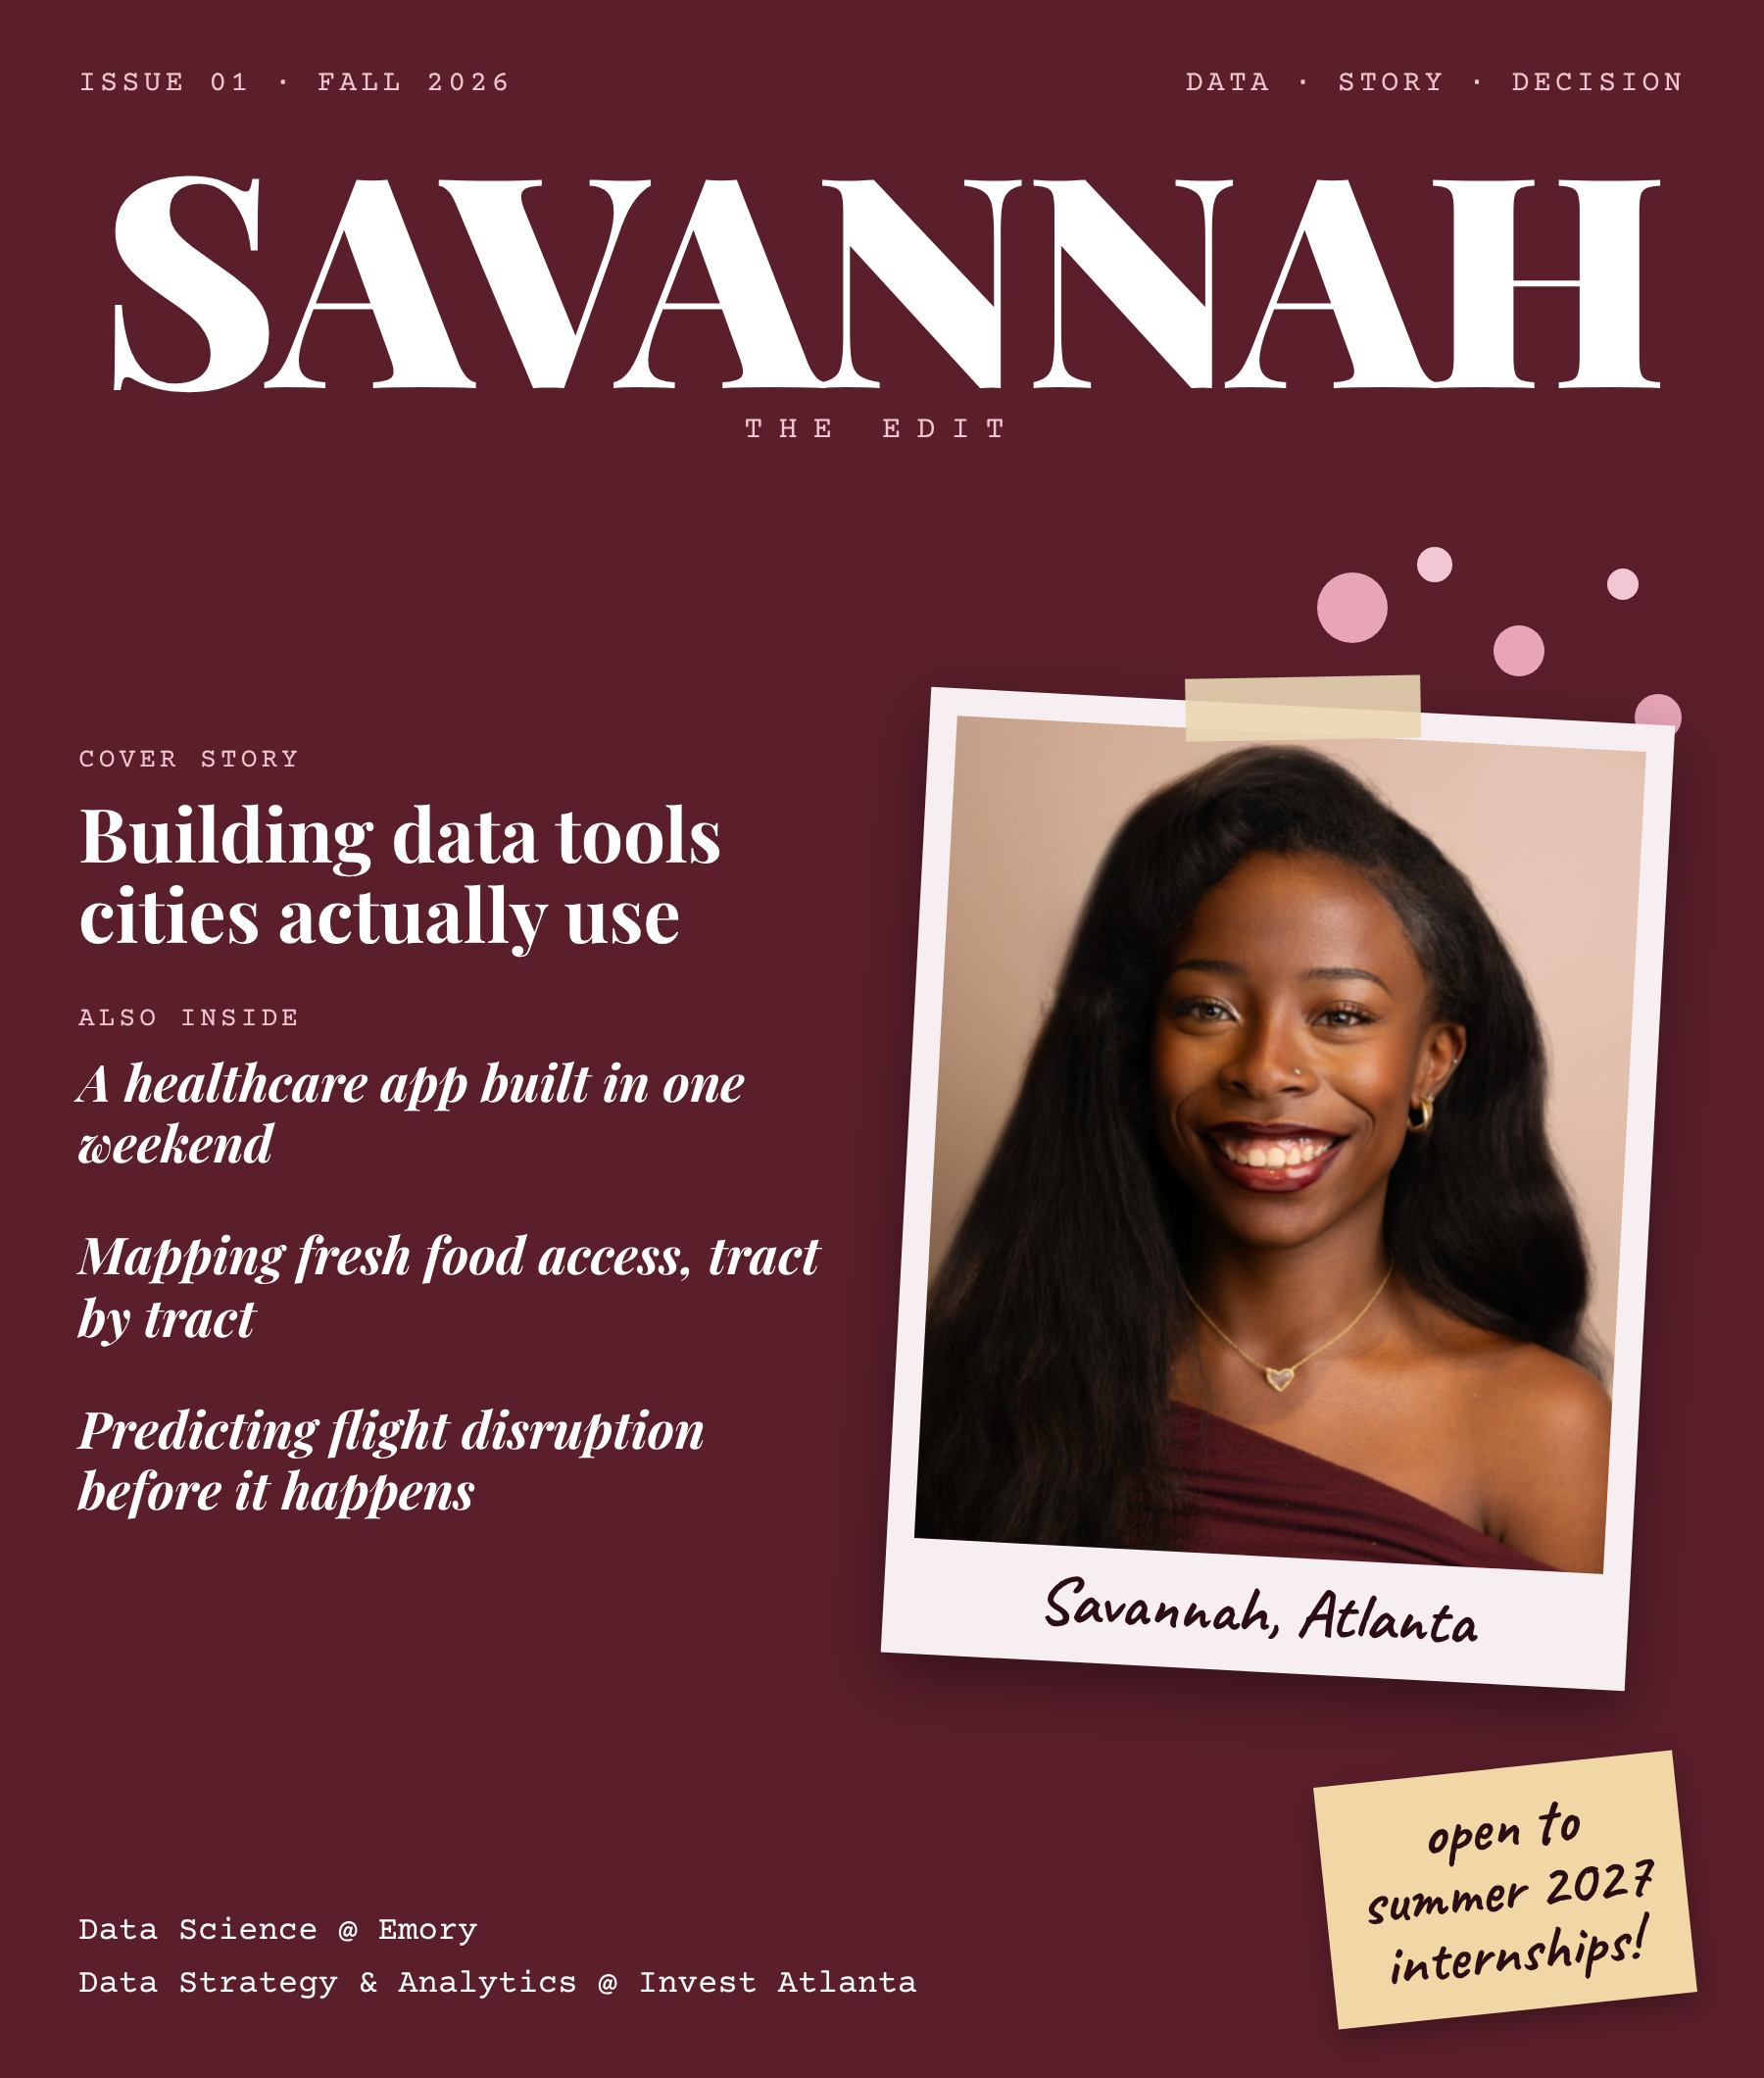 ISSUE 01 · FALL 2026
DATA · STORY · DECISION
SAVANNAH
THE EDIT
COVER STORY
Building data tools
cities actually use
ALSO INSIDE
A healthcare app built in one
weekend
Mapping fresh food access, tract
by tract
Predicting flight disruption
before it happens
Savannah, Atlanta
open to
summer 2027
internships!
Data Science @ Emory
Data Strategy & Analytics @ Invest Atlanta